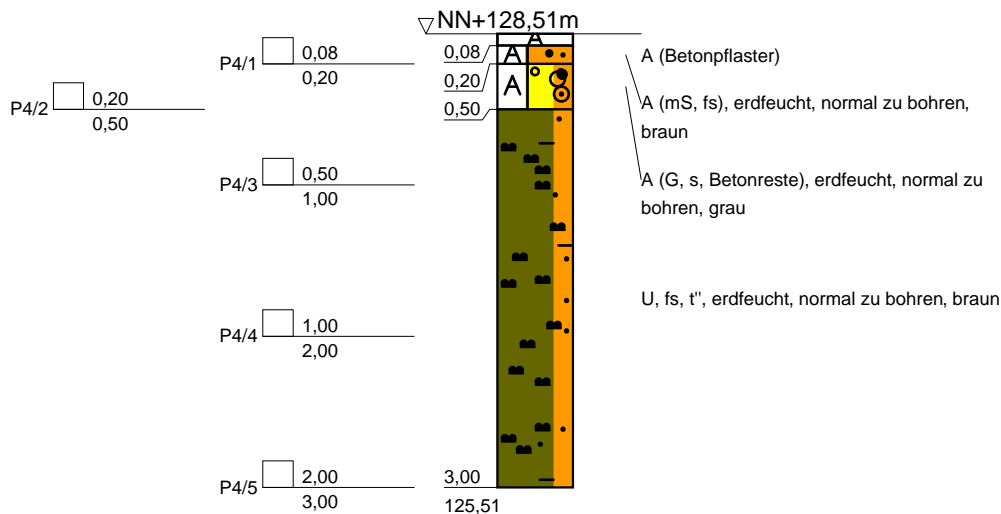 NN+128,51m
A
P4/1 0,08
0,20
0,08
A
A (Betonpflaster)
P4/2 0,20
0,50
0,20
A
A (mS, fs), erdfeucht, normal zu bohren,
braun
0,50
P4/3 0,50
1,00
A (G, s, Betonreste), erdfeucht, normal zu
bohren, grau
U, fs, t'', erdfeucht, normal zu bohren, braun
P4/4 1,00
2,00
P4/5 2,00
3,00
3,00
125,51